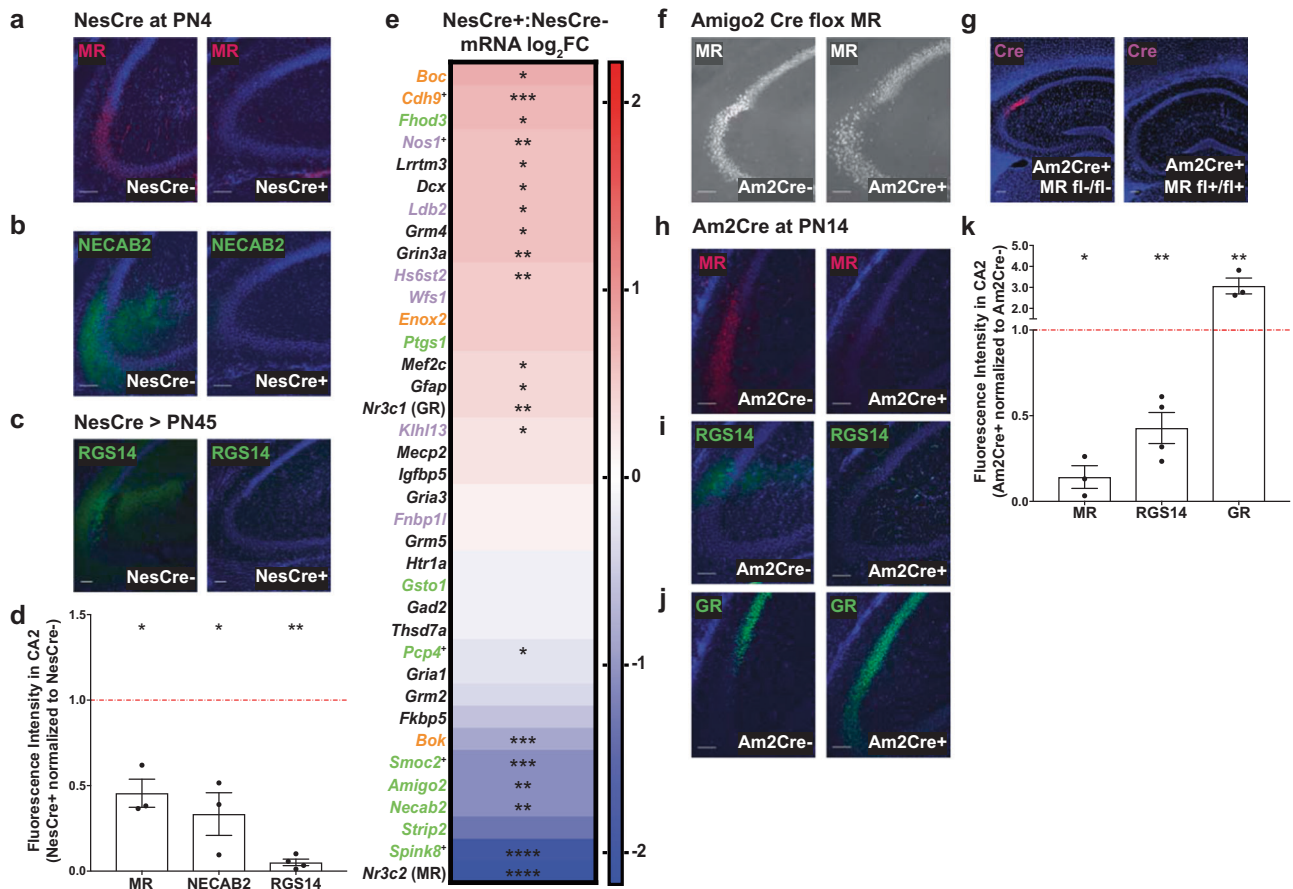 a NesCre at PN4
MR
NesCre-
MR
NesCre+
b
NECAB2
NesCre-
NECAB2
NesCre+
c NesCre > PN45
RGS14
NesCre-
RGS14
NesCre+
d
Fluorescence Intensity in CA2
(NesCre+ normalized to NesCre-)
1.5
1.0
0.5
0.0
* * **
MR NECAB2 RGS14
e NesCre+:NesCre-
mRNA log2FC
Boc *
Cdh9+ ***
Fhod3 *
Nos1+ **
Lrrtm3 *
Dcx *
Ldb2 *
Grm4 *
Grin3a **
Hs6st2 **
Wfs1
Enox2
Ptgs1
Mef2c *
Gfap *
Nr3c1 (GR) **
Klhl13 *
Mecp2
Igfbp5
Gria3
Fnbp1l
Grm5
Htr1a
Gsto1
Gad2
Thsd7a
Pcp4+ *
Gria1
Grm2
Fkbp5
Bok ***
Smoc2+ ***
Amigo2 **
Necab2 **
Strip2
Spink8+ ****
Nr3c2 (MR) ****
2
1
0
-1
-2
f Amigo2 Cre flox MR
MR
Am2Cre-
MR
Am2Cre+
g
Cre
Am2Cre+
MR fl-/fl-
Cre
Am2Cre+
MR fl+/fl+
h Am2Cre at PN14
MR
Am2Cre-
MR
Am2Cre+
i
RGS14
Am2Cre-
RGS14
Am2Cre+
j
GR
Am2Cre-
GR
Am2Cre+
k
Fluorescence Intensity in CA2
(Am2Cre+ normalized to Am2Cre-)
5.0
4.0
3.0
2.0
1.0
0.5
0.0
* ** **
MR RGS14 GR